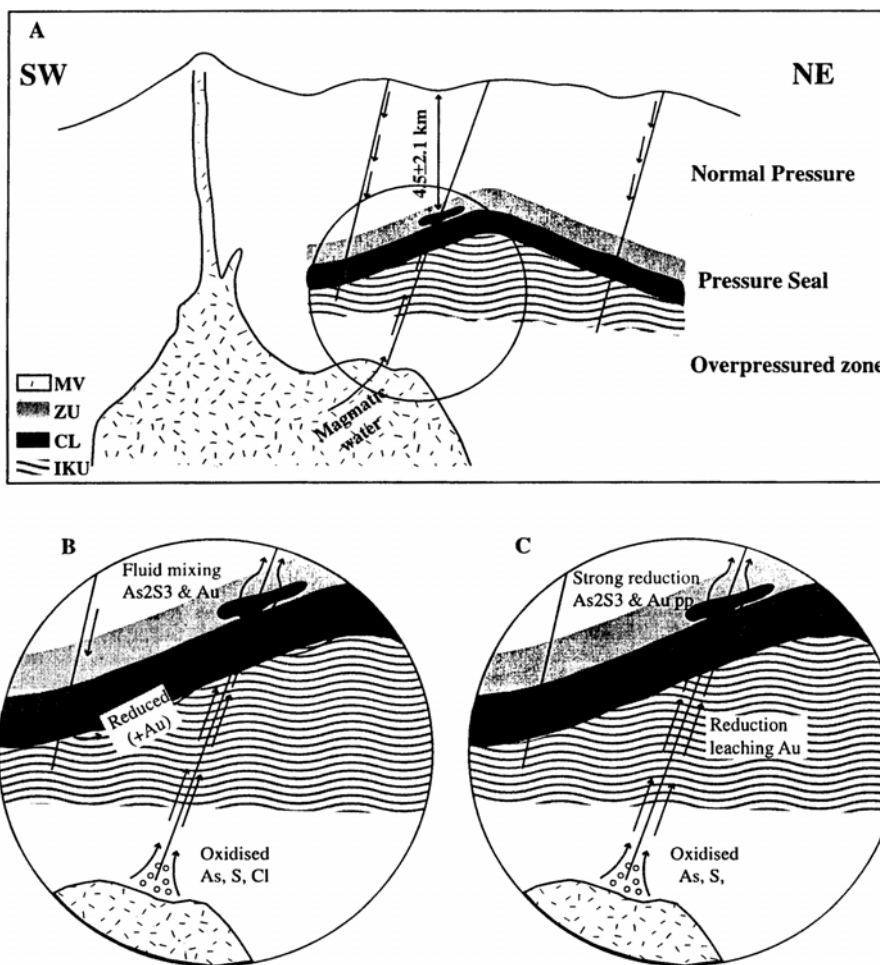 A
SW
NE
4.5±2.1 km
Normal Pressure
Pressure Seal
Overpressured zone
Magmatic
water
MV
ZU
CL
IKU
B
Fluid mixing
As2S3 & Au
Reduced
(+Au)
Oxidised
As, S, Cl
C
Strong reduction
As2S3 & Au pp
Reduction
leaching Au
Oxidised
As, S,